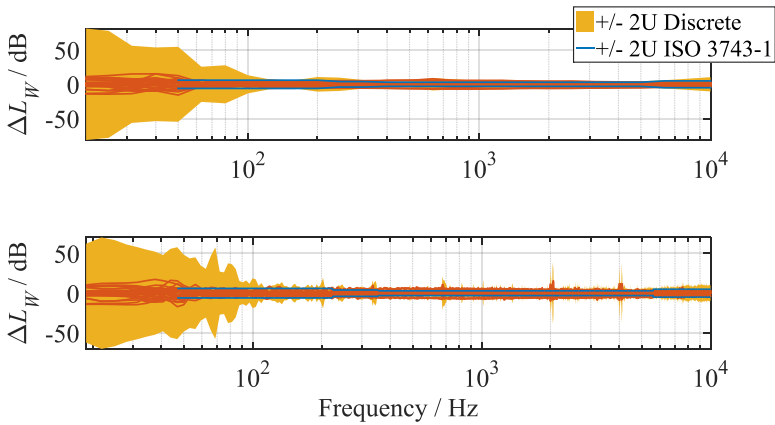 +/- 2U Discrete
+/- 2U ISO 3743-1
ΔL_W / dB
50
0
-50
10^2
10^3
10^4
ΔL_W / dB
50
0
-50
10^2
10^3
10^4
Frequency / Hz